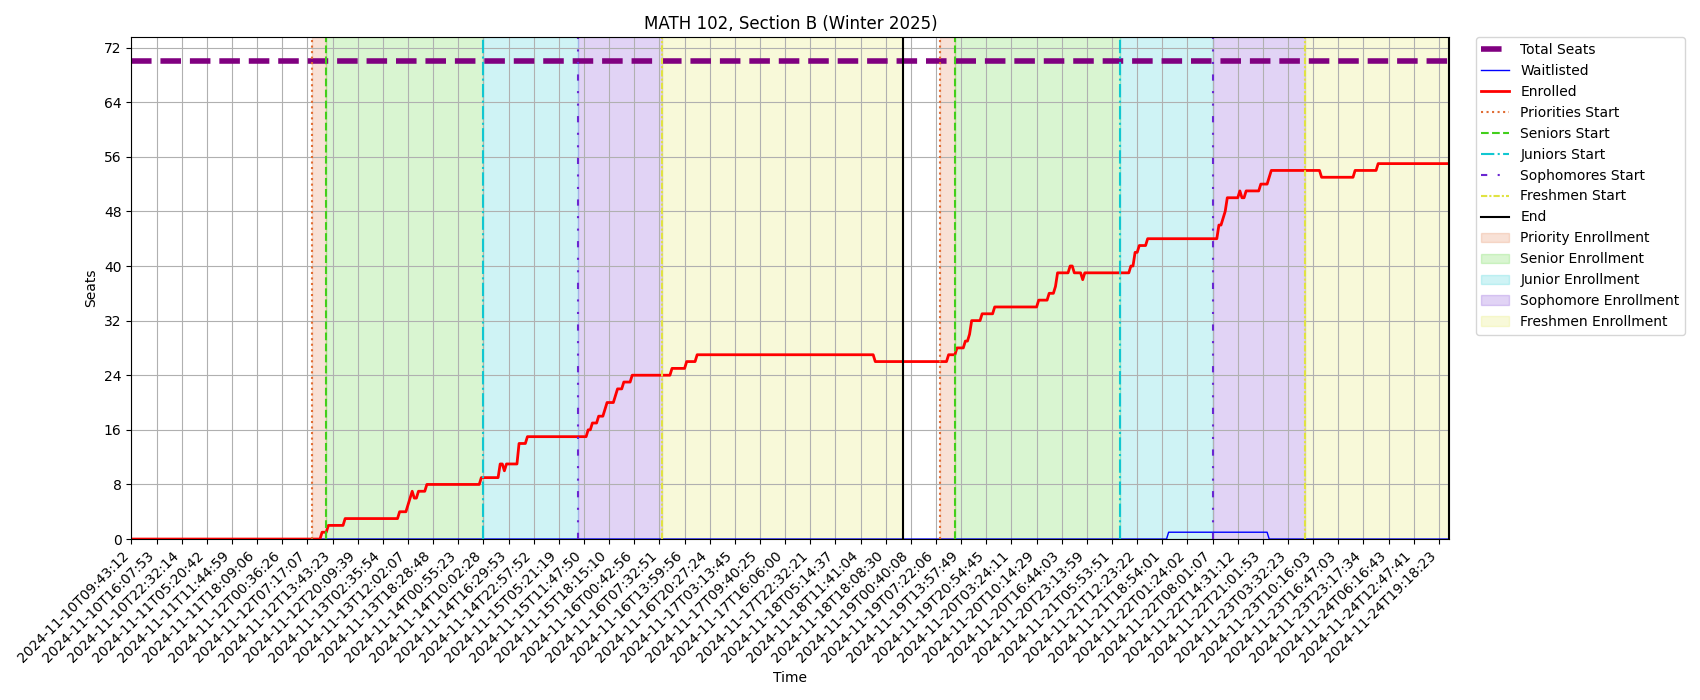 MATH 102, Section B (Winter 2025)
72
64
56
48
40
32
24
16
8
0
Seats
2024-11-10T09:43:12
2024-11-10T16:07:53
2024-11-10T22:32:14
2024-11-11T05:20:42
2024-11-11T11:44:59
2024-11-11T18:09:06
2024-11-12T00:36:26
2024-11-12T07:17:07
2024-11-12T13:43:23
2024-11-12T20:09:39
2024-11-13T02:35:54
2024-11-13T12:02:07
2024-11-13T18:28:48
2024-11-14T00:55:23
2024-11-14T10:02:28
2024-11-14T16:29:53
2024-11-14T22:57:52
2024-11-15T05:21:19
2024-11-15T11:47:50
2024-11-15T18:15:10
2024-11-16T00:42:56
2024-11-16T07:32:51
2024-11-16T13:59:56
2024-11-16T20:27:24
2024-11-17T03:13:45
2024-11-17T09:40:25
2024-11-17T16:06:00
2024-11-17T22:32:21
2024-11-18T05:14:37
2024-11-18T11:41:04
2024-11-18T18:08:30
2024-11-19T00:40:08
2024-11-19T07:22:06
2024-11-19T13:57:49
2024-11-19T20:54:45
2024-11-20T03:24:11
2024-11-20T10:14:29
2024-11-20T16:44:03
2024-11-20T23:13:59
2024-11-21T05:53:51
2024-11-21T12:23:22
2024-11-21T18:54:01
2024-11-22T01:24:02
2024-11-22T08:01:07
2024-11-22T14:31:12
2024-11-22T21:01:53
2024-11-23T03:32:23
2024-11-23T10:16:03
2024-11-23T16:47:03
2024-11-23T23:17:34
2024-11-24T06:16:43
2024-11-24T12:47:41
2024-11-24T19:18:23
Time
Total Seats
Waitlisted
Enrolled
Priorities Start
Seniors Start
Juniors Start
Sophomores Start
Freshmen Start
End
Priority Enrollment
Senior Enrollment
Junior Enrollment
Sophomore Enrollment
Freshmen Enrollment